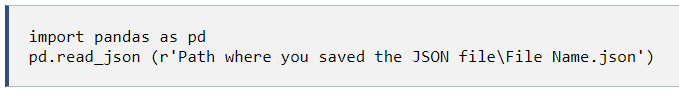 import pandas as pd
pd.read_json (r'Path where you saved the JSON file\File Name.json')